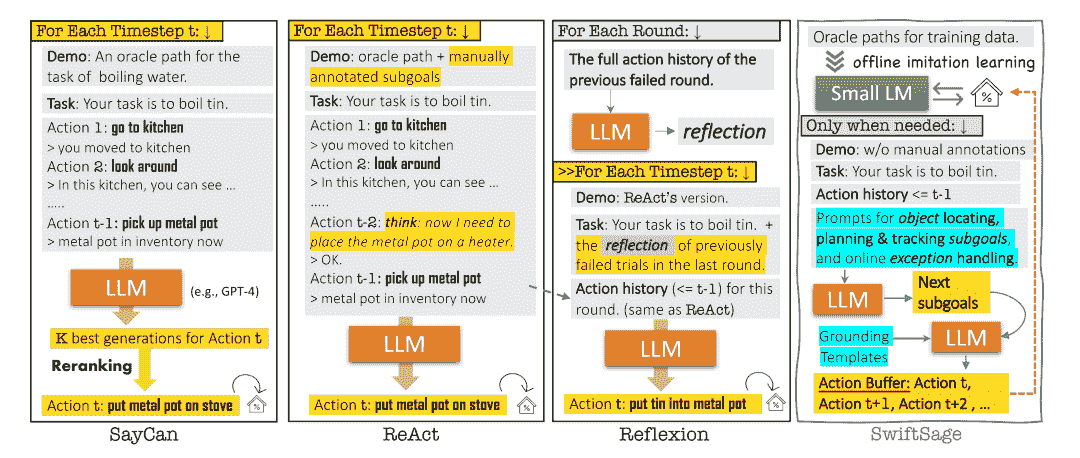 For Each Timestep t: ↓
Demo: An oracle path for the
task of boiling water.
Task: Your task is to boil tin.
Action 1: go to kitchen
> you moved to kitchen
Action 2: look around
> In this kitchen, you can see ...
.....
Action t-1: pick up metal pot
> metal pot in inventory now
LLM
(e.g., GPT-4)
K best generations for Action t
Reranking
Action t: put metal pot on stove
%
SayCan
For Each Timestep t: ↓
Demo: oracle path + manually
annotated subgoals
Task: Your task is to boil tin.
Action 1: go to kitchen
> you moved to kitchen
Action 2: look around
> In this kitchen, you can see ...
.....
Action t-2: think: now I need to
place the metal pot on a heater.
> OK.
Action t-1: pick up metal pot
> metal pot in inventory now
LLM
Action t: put metal pot on stove
%
ReAct
For Each Round: ↓
The full action history of the
previous failed round.
LLM
reflection
>>For Each Timestep t: ↓
Demo: ReAct's version.
Task: Your task is to boil tin. +
the reflection of previously
failed trials in the last round.
Action history (<= t-1) for this
round. (same as ReAct)
LLM
Action t: put tin into metal pot
%
Reflexion
Oracle paths for training data.
offline imitation learning
Small LM
%
Only when needed: ↓
Demo: w/o manual annotations
Task: Your task is to boil tin.
Action history <= t-1
Prompts for object locating,
planning & tracking subgoals,
and online exception handling.
LLM
Next
subgoals
Grounding
Templates
LLM
Action Buffer: Action t,
Action t+1, Action t+2 , ...
SwiftSage